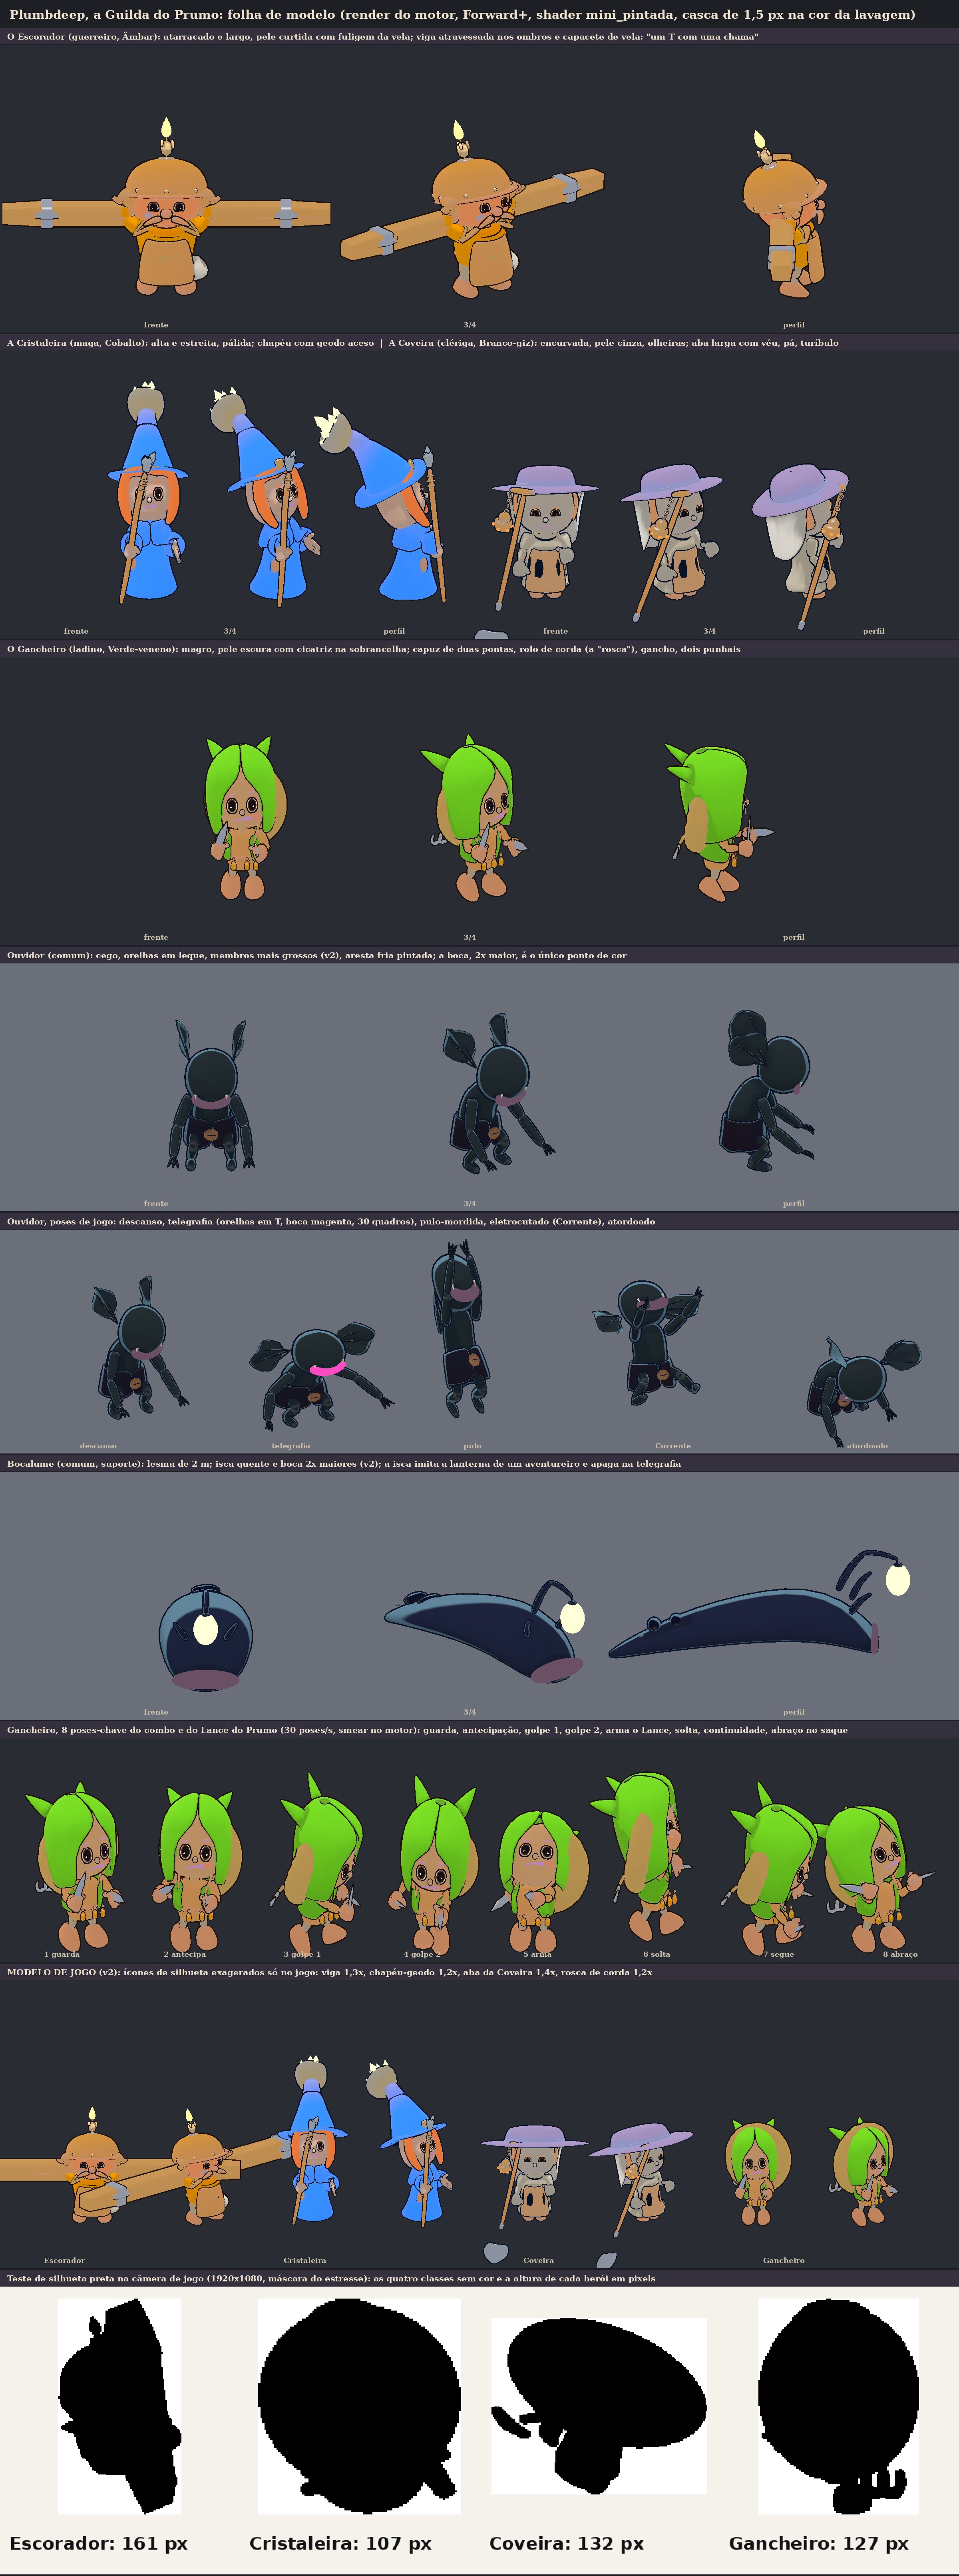 Plumbdeep, a Guilda do Prumo: folha de modelo (render do motor, Forward+, shader mini_pintada, casca de 1,5 px na cor da lavagem)
O Escorador (guerreiro, Âmbar): atarracado e largo, pele curtida com fuligem da vela; viga atravessada nos ombros e capacete de vela: "um T com uma chama"
frente 3/4 perfil
A Cristaleira (maga, Cobalto): alta e estreita, pálida; chapéu com geodo aceso | A Coveira (clériga, Branco-giz): encurvada, pele cinza, olheiras; aba larga com véu, pá, turíbulo
frente 3/4 perfil frente 3/4 perfil
O Gancheiro (ladino, Verde-veneno): magro, pele escura com cicatriz na sobrancelha; capuz de duas pontas, rolo de corda (a "rosca"), gancho, dois punhais
frente 3/4 perfil
Ouvidor (comum): cego, orelhas em leque, membros mais grossos (v2), aresta fria pintada; a boca, 2x maior, é o único ponto de cor
frente 3/4 perfil
Ouvidor, poses de jogo: descanso, telegrafia (orelhas em T, boca magenta, 30 quadros), pulo-mordida, eletrocutado (Corrente), atordoado
descanso telegrafia pulo Corrente atordoado
Bocalume (comum, suporte): lesma de 2 m; isca quente e boca 2x maiores (v2); a isca imita a lanterna de um aventureiro e apaga na telegrafia
frente 3/4 perfil
Gancheiro, 8 poses-chave do combo e do Lance do Prumo (30 poses/s, smear no motor): guarda, antecipação, golpe 1, golpe 2, arma o Lance, solta, continuidade, abraço no saque
1 guarda 2 antecipa 3 golpe 1 4 golpe 2 5 arma 6 solta 7 segue 8 abraço
MODELO DE JOGO (v2): ícones de silhueta exagerados só no jogo: viga 1,3x, chapéu-geodo 1,2x, aba da Coveira 1,4x, rosca de corda 1,2x
Escorador Cristaleira Coveira Gancheiro
Teste de silhueta preta na câmera de jogo (1920x1080, máscara do estresse): as quatro classes sem cor e a altura de cada herói em pixels
Escorador: 161 px Cristaleira: 107 px Coveira: 132 px Gancheiro: 127 px